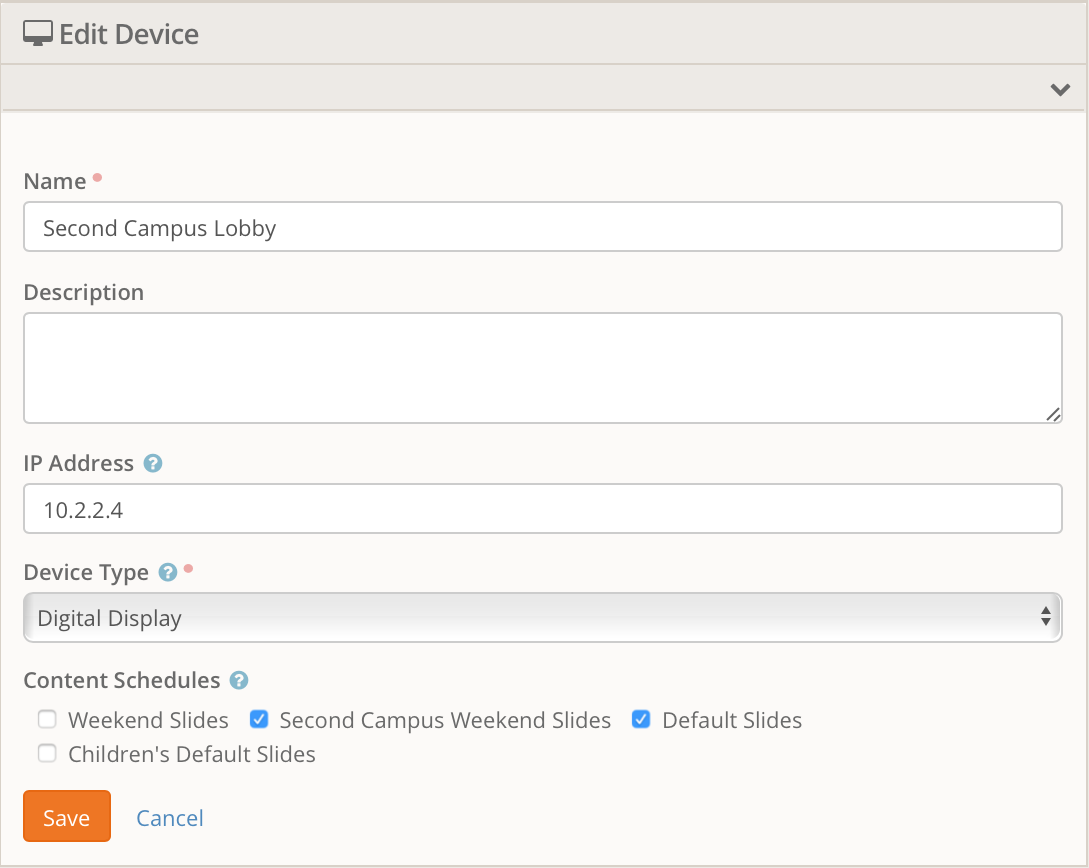 Edit Device
Name
Second Campus Lobby
Description
IP Address ?
10.2.2.4
Device Type ?
Digital Display
Content Schedules ?
Weekend Slides Second Campus Weekend Slides Default Slides
Children's Default Slides
Save Cancel